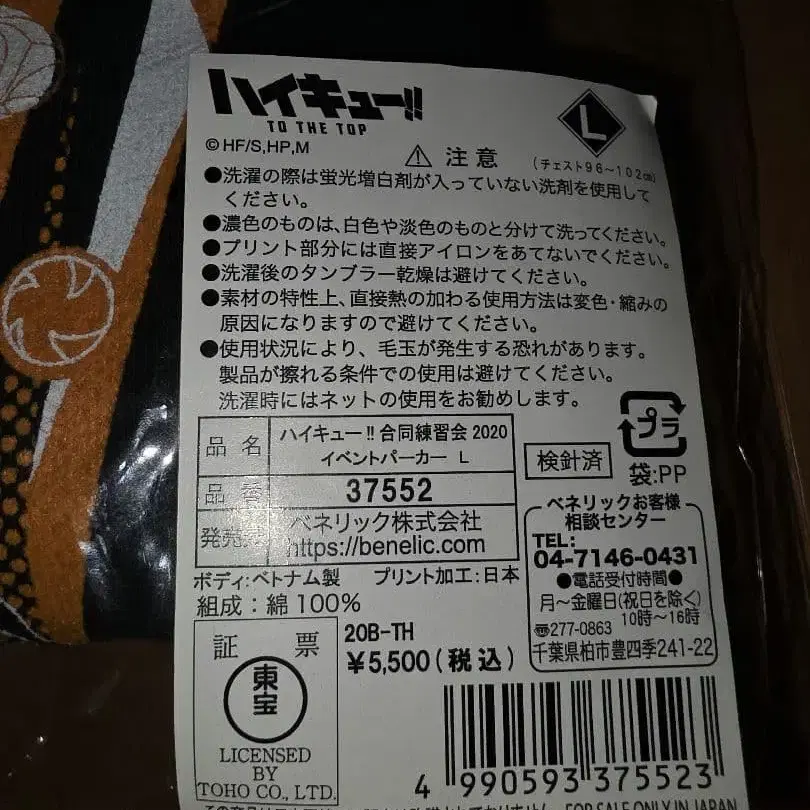 ハイキュー!!
TO THE TOP
L
©HF/S,HP,M
⚠ 注意
(チェスト96〜102㎝)
●洗濯の際は蛍光増白剤が入っていない洗剤を使用して
ください。
●濃色のものは、白色や淡色のものと分けて洗ってください。
●プリント部分には直接アイロンをあてないでください。
●洗濯後のタンブラー乾燥は避けてください。
●素材の特性上、直接熱の加わる使用方法は変色・縮みの
原因になりますので避けてください。
●使用状況により、毛玉が発生する恐れがあります。
製品が擦れる条件での使用は避けてください。
洗濯時にはネットの使用をお勧めします。
品名 ハイキュー!! 合同練習会 2020
イベントパーカー L
品番 37552
発売元 ベネリック株式会社
https://benelic.com
検針済
プラ
袋:PP
ベネリックお客様
相談センター
TEL:
04-7146-0431
●電話受付時間●
月〜金曜日(祝日を除く)
10時〜16時
〠277-0863
千葉県柏市豊四季241-22
ボディ:ベトナム製 プリント加工:日本
組成:綿100%
証票
東宝
LICENSED
BY
TOHO CO., LTD.
20B-TH
¥5,500(税込)
4 990593 375523
FOR SALE ONLY IN JAPAN